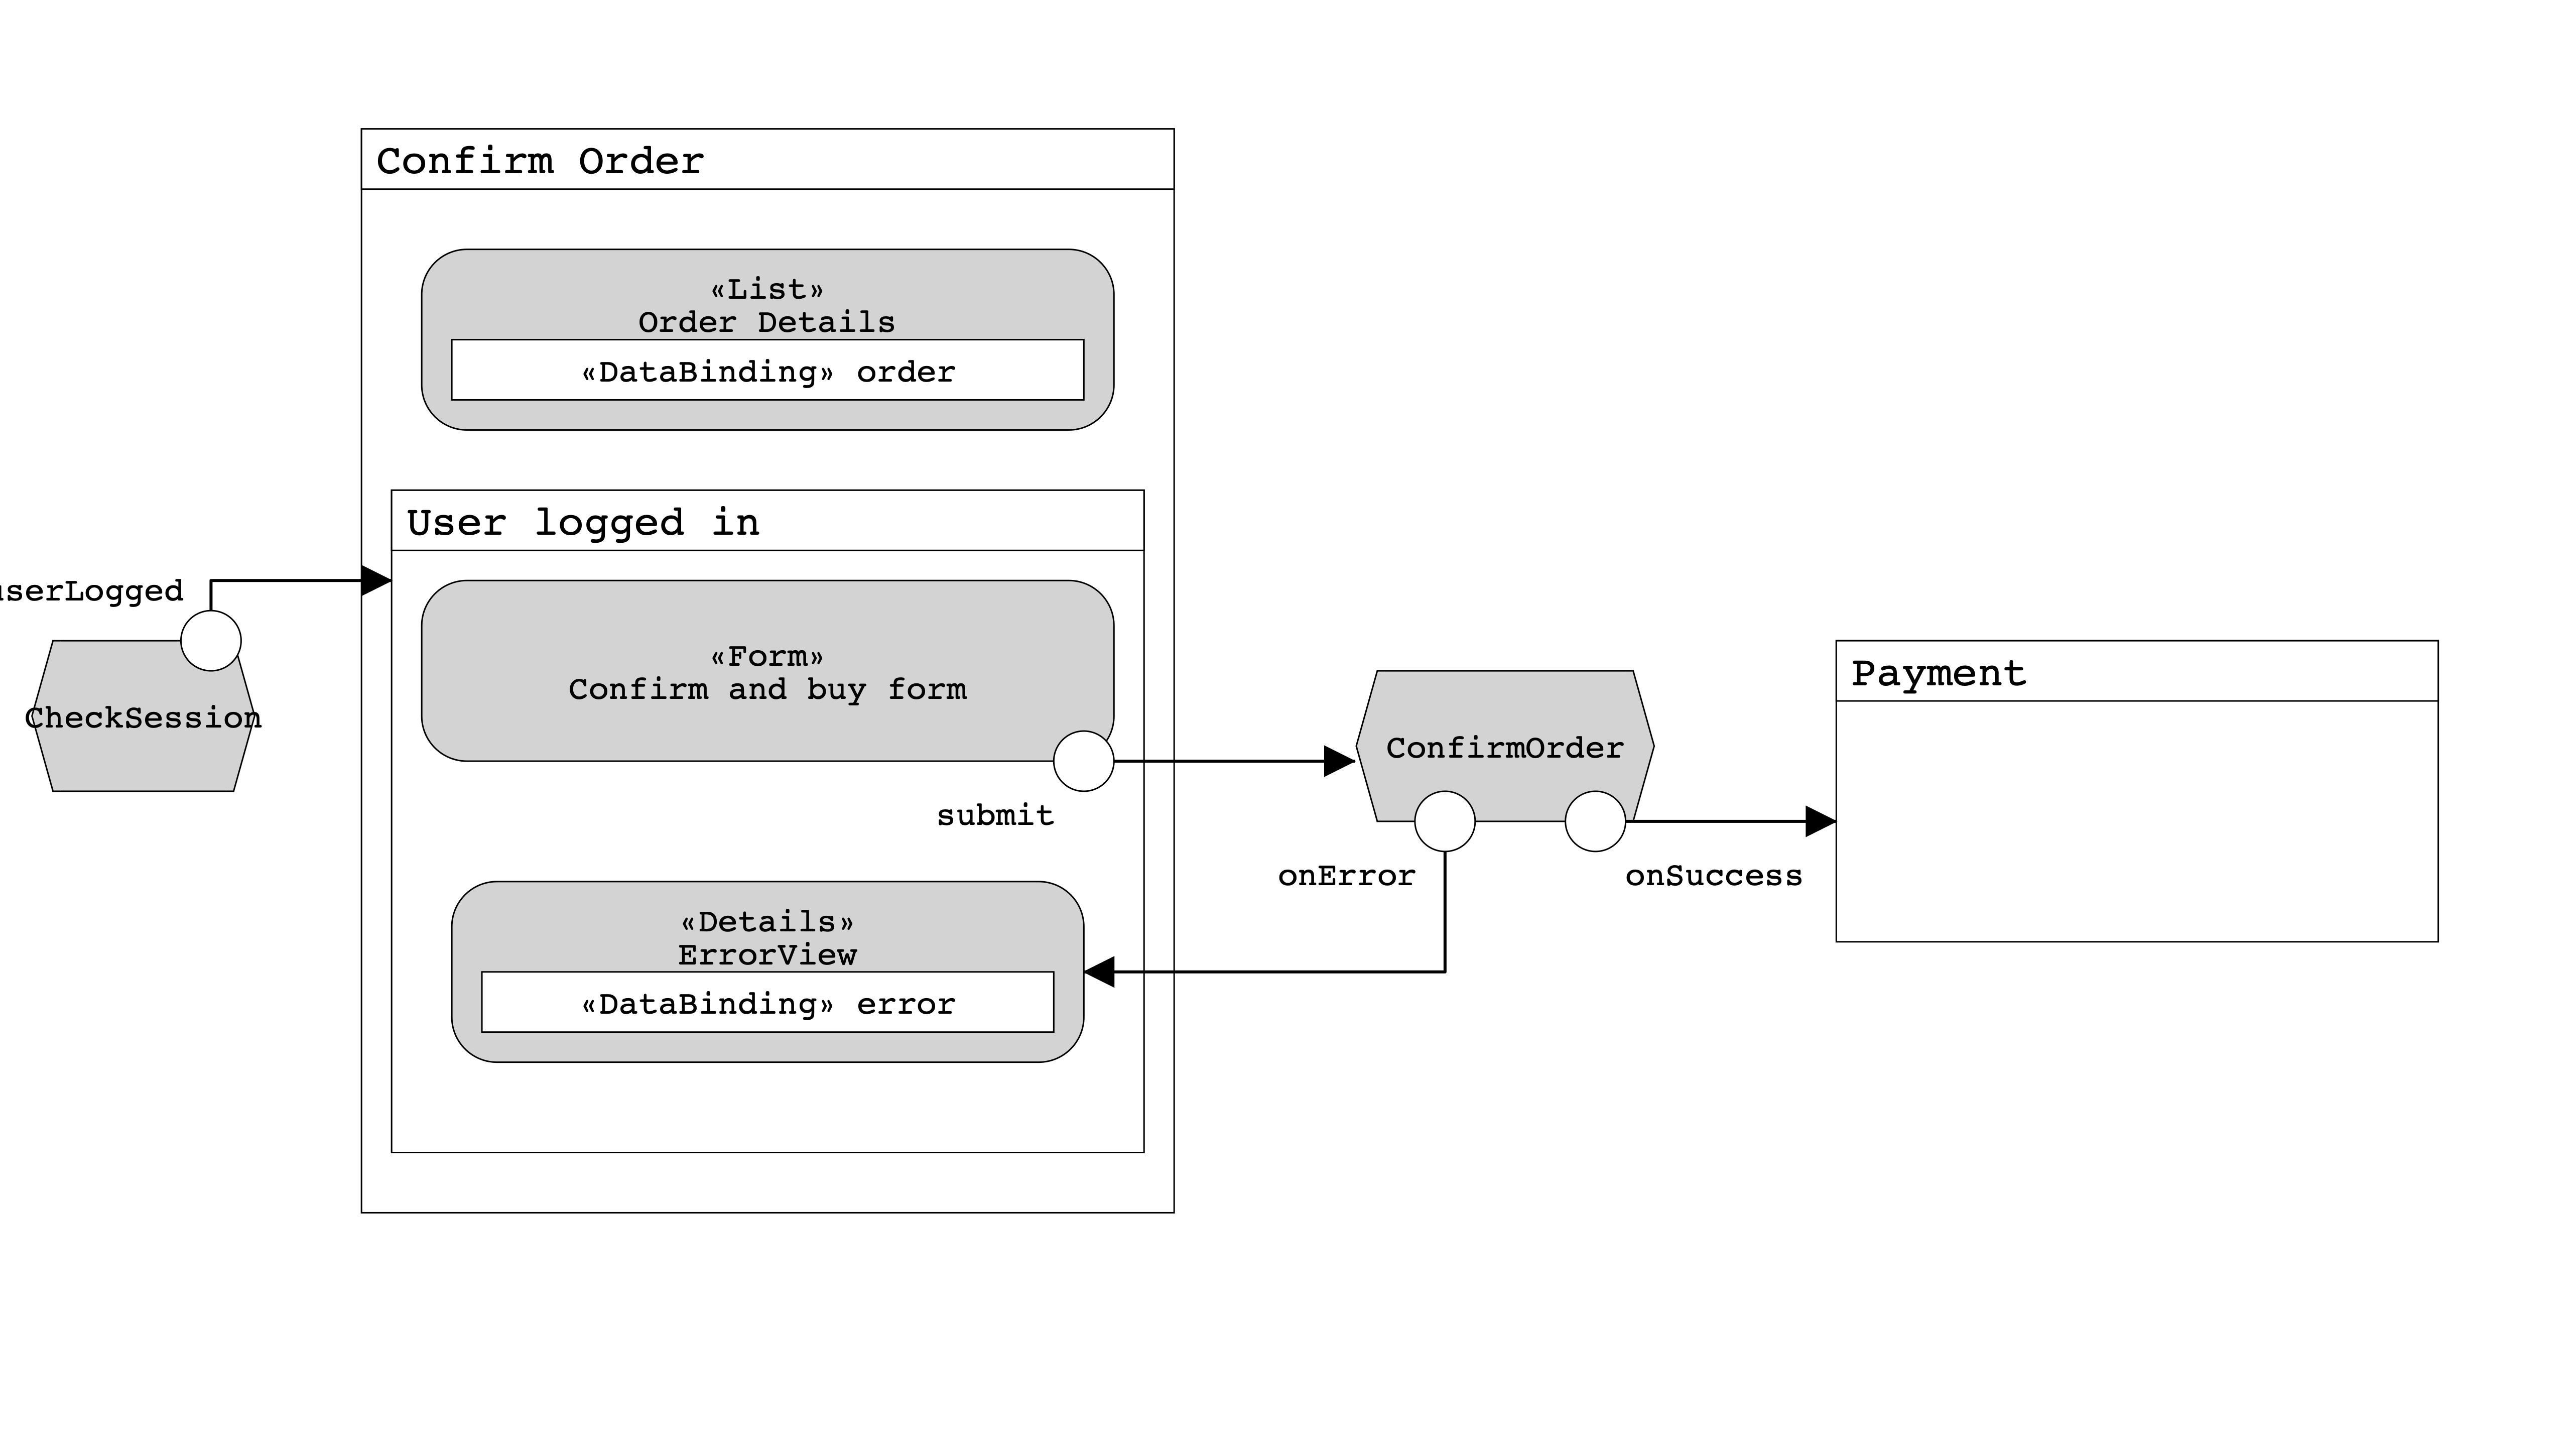 Confirm Order
«List»
Order Details
«DataBinding» order
User logged in
userLogged
CheckSession
«Form»
Confirm and buy form
submit
ConfirmOrder
onError
onSuccess
Payment
«Details»
ErrorView
«DataBinding» error